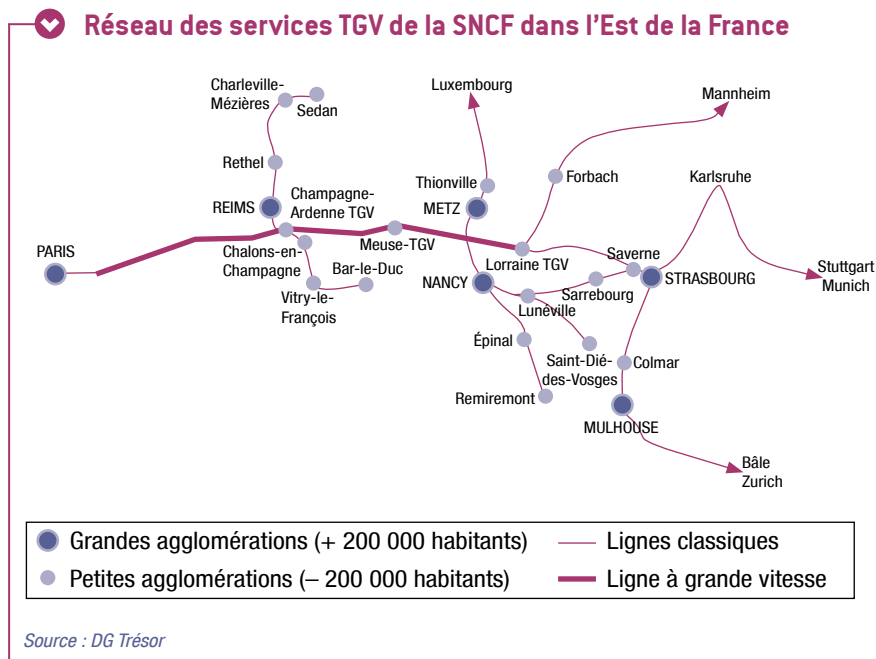 Réseau des services TGV de la SNCF dans l'Est de la France
Charleville-
Mézières
Sedan
Luxembourg
Mannheim
Rethel
Thionville
Forbach
Karlsruhe
REIMS
Champagne-
Ardenne TGV
METZ
PARIS
Chalons-en-
Champagne
Meuse-TGV
Lorraine TGV
Saverne
Bar-le-Duc
NANCY
Sarrebourg
STRASBOURG
Stuttgart
Munich
Vitry-le-
François
Lunéville
Épinal
Saint-Dié-
des-Vosges
Colmar
Remiremont
MULHOUSE
Bâle
Zurich
Grandes agglomérations (+ 200 000 habitants)
Lignes classiques
Petites agglomérations (– 200 000 habitants)
Ligne à grande vitesse
Source : DG Trésor